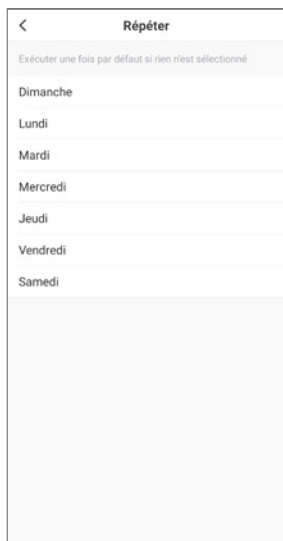 Répéter
Exécuter une fois par défaut si rien n'est sélectionné
Dimanche
Lundi
Mardi
Mercredi
Jeudi
Vendredi
Samedi